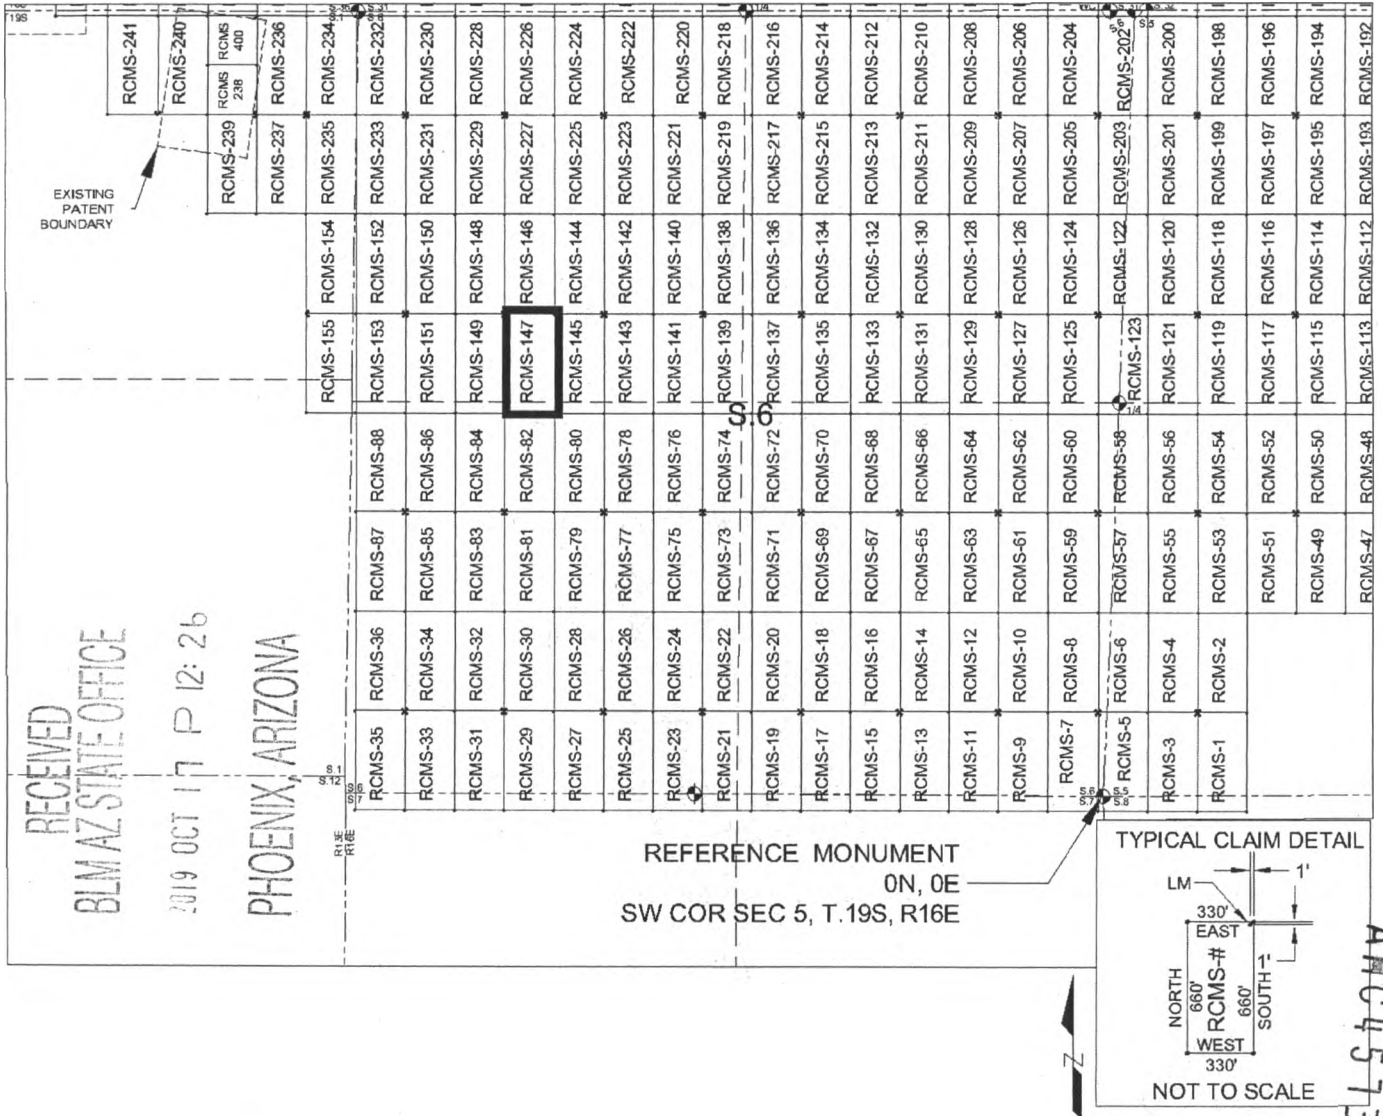 19S
S.36 S.31
S.1 S.6
1/4
WC
S.6 S.5
RCMS-241 RCMS-240 RCMS 400 RCMS-236 RCMS-234 RCMS-232 RCMS-230 RCMS-228 RCMS-226 RCMS-224 RCMS-222 RCMS-220 RCMS-218 RCMS-216 RCMS-214 RCMS-212 RCMS-210 RCMS-208 RCMS-206 RCMS-204 RCMS-202 RCMS-200 RCMS-198 RCMS-196 RCMS-194 RCMS-192
RCMS 238
RCMS-239 RCMS-237 RCMS-235 RCMS-233 RCMS-231 RCMS-229 RCMS-227 RCMS-225 RCMS-223 RCMS-221 RCMS-219 RCMS-217 RCMS-215 RCMS-213 RCMS-211 RCMS-209 RCMS-207 RCMS-205 RCMS-203 RCMS-201 RCMS-199 RCMS-197 RCMS-195 RCMS-193
EXISTING
PATENT
BOUNDARY
RCMS-154 RCMS-152 RCMS-150 RCMS-148 RCMS-146 RCMS-144 RCMS-142 RCMS-140 RCMS-138 RCMS-136 RCMS-134 RCMS-132 RCMS-130 RCMS-128 RCMS-126 RCMS-124 RCMS-122 RCMS-120 RCMS-118 RCMS-116 RCMS-114 RCMS-112
RCMS-155 RCMS-153 RCMS-151 RCMS-149 RCMS-147 RCMS-145 RCMS-143 RCMS-141 RCMS-139 RCMS-137 RCMS-135 RCMS-133 RCMS-131 RCMS-129 RCMS-127 RCMS-125 RCMS-123 RCMS-121 RCMS-119 RCMS-117 RCMS-115 RCMS-113
S.6
1/4
RCMS-88 RCMS-86 RCMS-84 RCMS-82 RCMS-80 RCMS-78 RCMS-76 RCMS-74 RCMS-72 RCMS-70 RCMS-68 RCMS-66 RCMS-64 RCMS-62 RCMS-60 RCMS-58 RCMS-56 RCMS-54 RCMS-52 RCMS-50 RCMS-48
RCMS-87 RCMS-85 RCMS-83 RCMS-81 RCMS-79 RCMS-77 RCMS-75 RCMS-73 RCMS-71 RCMS-69 RCMS-67 RCMS-65 RCMS-63 RCMS-61 RCMS-59 RCMS-57 RCMS-55 RCMS-53 RCMS-51 RCMS-49 RCMS-47
RCMS-36 RCMS-34 RCMS-32 RCMS-30 RCMS-28 RCMS-26 RCMS-24 RCMS-22 RCMS-20 RCMS-18 RCMS-16 RCMS-14 RCMS-12 RCMS-10 RCMS-8 RCMS-6 RCMS-4 RCMS-2
RCMS-35 RCMS-33 RCMS-31 RCMS-29 RCMS-27 RCMS-25 RCMS-23 RCMS-21 RCMS-19 RCMS-17 RCMS-15 RCMS-13 RCMS-11 RCMS-9 RCMS-7 RCMS-5 RCMS-3 RCMS-1
RECEIVED
BLM AZ STATE OFFICE
2019 OCT 17 P 12: 26
PHOENIX, ARIZONA
S.1
S.12
S.6
S.7
S.6 S.5
S.7 S.8
R16E
REFERENCE MONUMENT
0N, 0E
SW COR SEC 5, T.19S, R16E
TYPICAL CLAIM DETAIL
1'
LM
330'
EAST
1'
NORTH
660'
RCMS-#
660'
SOUTH
WEST
330'
NOT TO SCALE
N